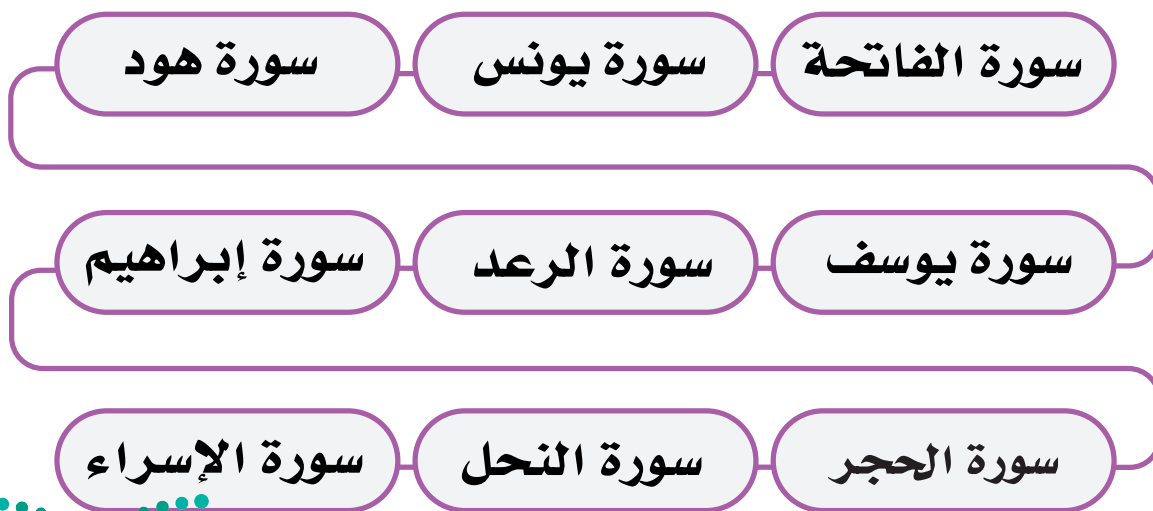 سورة الفاتحة سورة يونس سورة هود
سورة يوسف سورة الرعد سورة إبراهيم
سورة الحجر سورة النحل سورة الإسراء